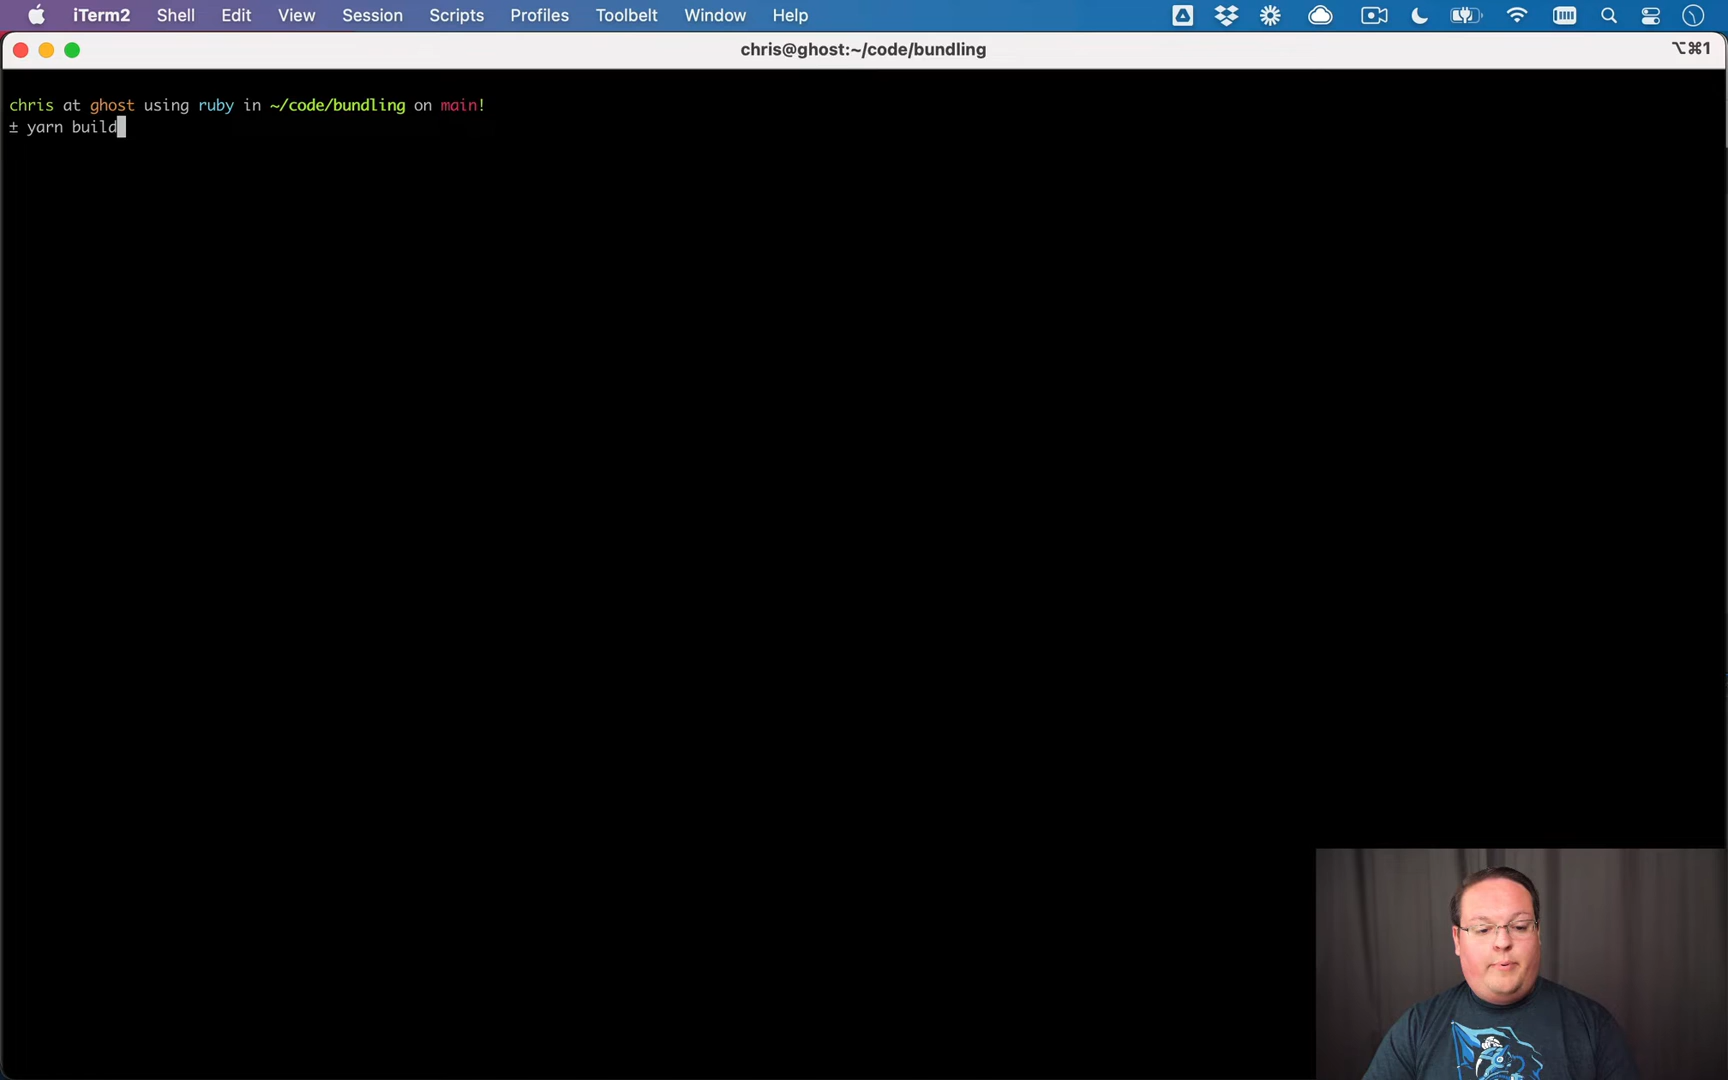 iTerm2 Shell Edit View Session Scripts Profiles Toolbelt Window Help
chris@ghost:~/code/bundling ⌥⌘1
chris at ghost using ruby in ~/code/bundling on main!
± yarn build